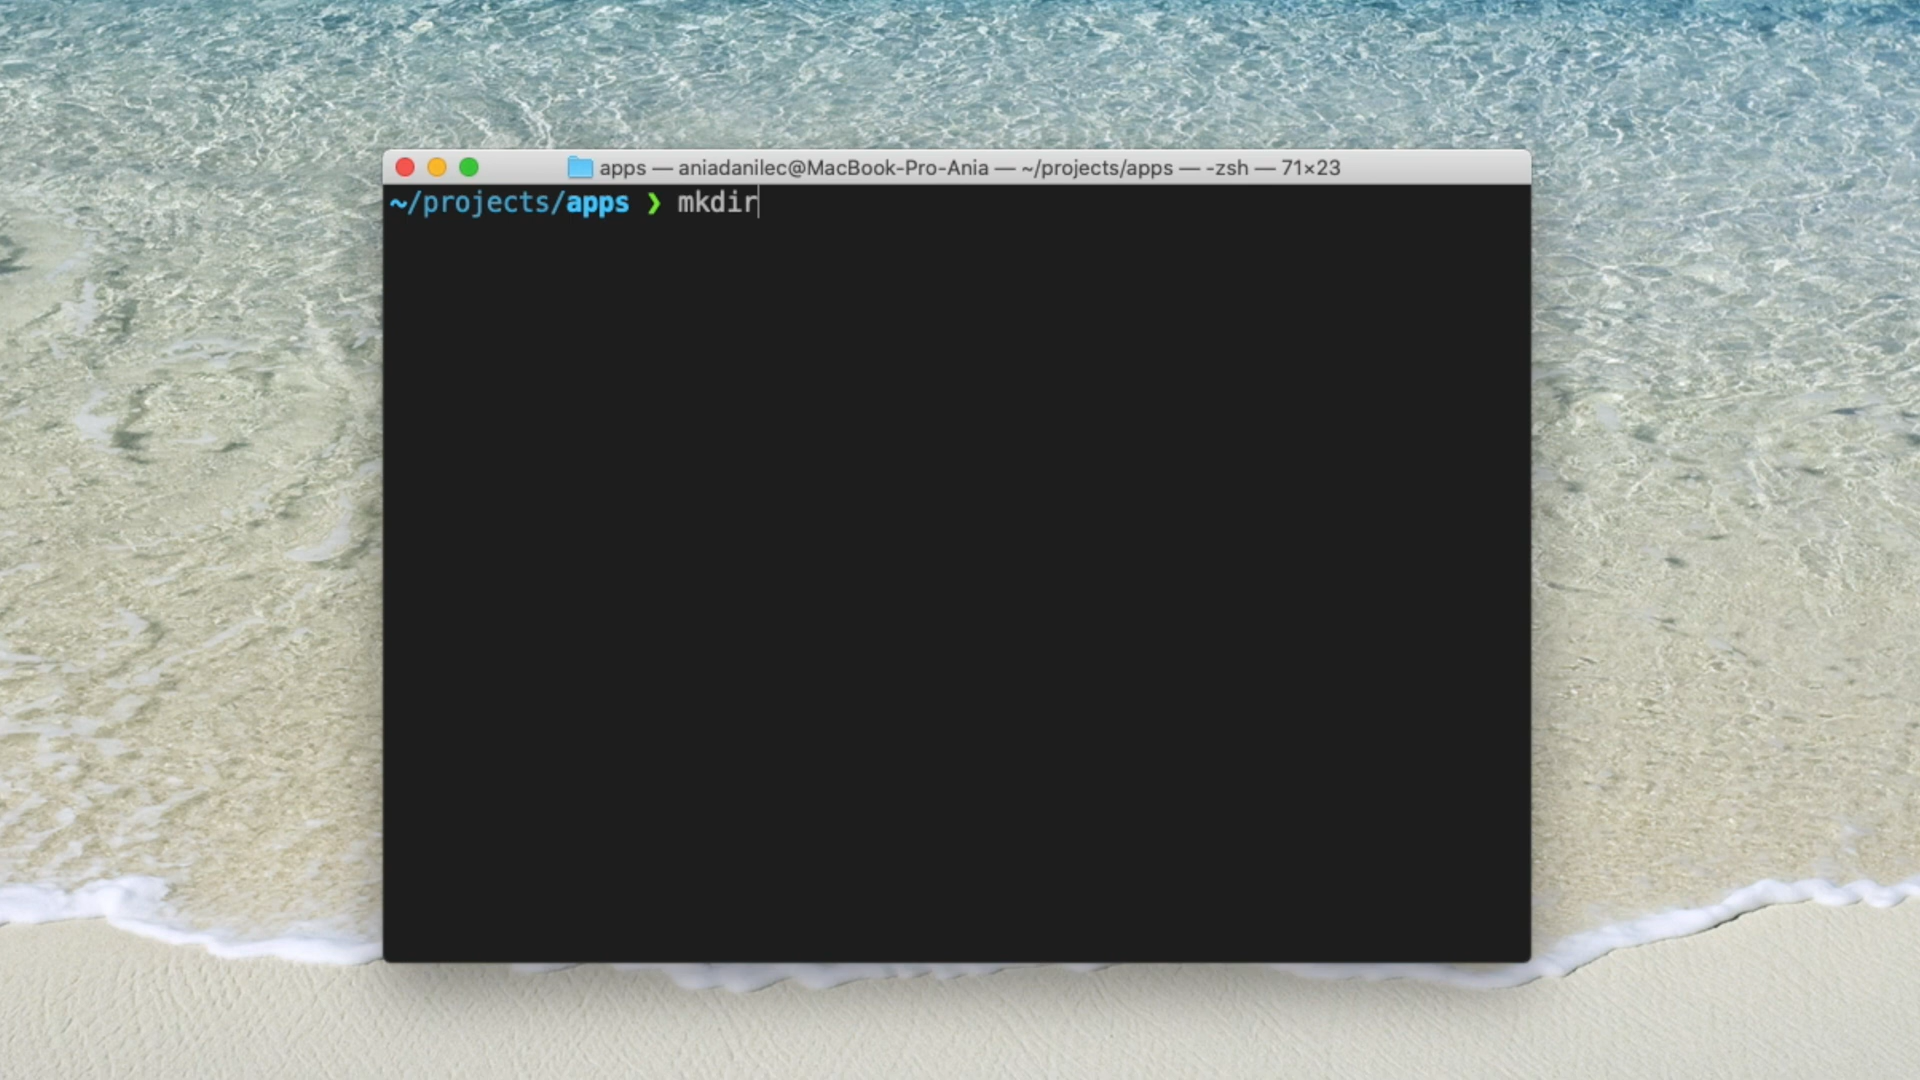 apps — aniadanilec@MacBook-Pro-Ania — ~/projects/apps — -zsh — 71×23
~/projects/apps ❯ mkdir